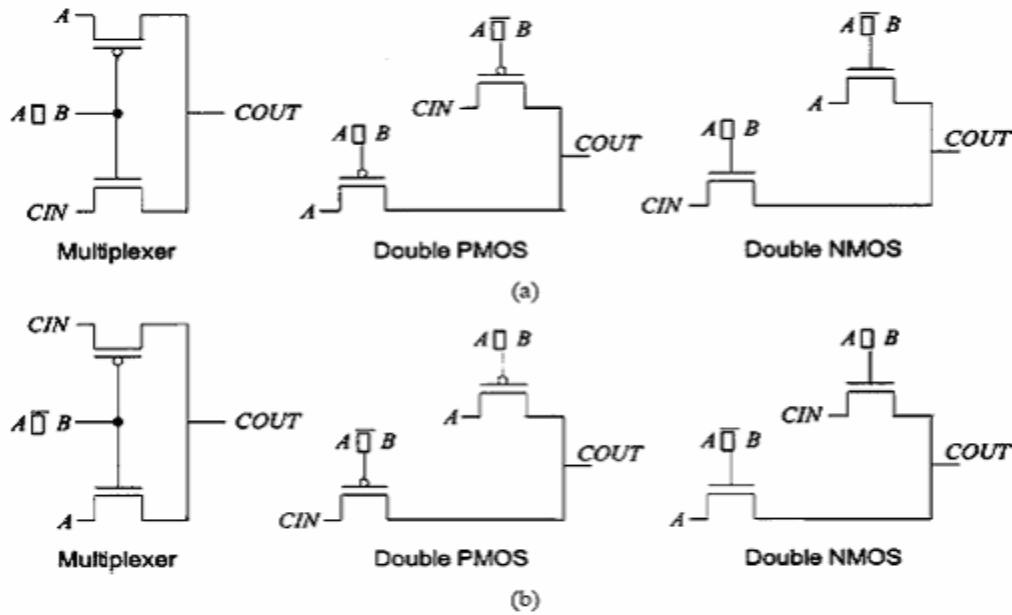 A
A ▯ B
COUT
CIN
Multiplexer
A ▯̅ B
CIN
A ▯ B
COUT
A
Double PMOS
A ▯̅ B
A
A ▯ B
COUT
CIN
Double NMOS
(a)
CIN
A ▯̅ B
COUT
A
Multiplexer
A ▯ B
A
A ▯̅ B
COUT
CIN
Double PMOS
A ▯ B
CIN
A ▯̅ B
COUT
A
Double NMOS
(b)